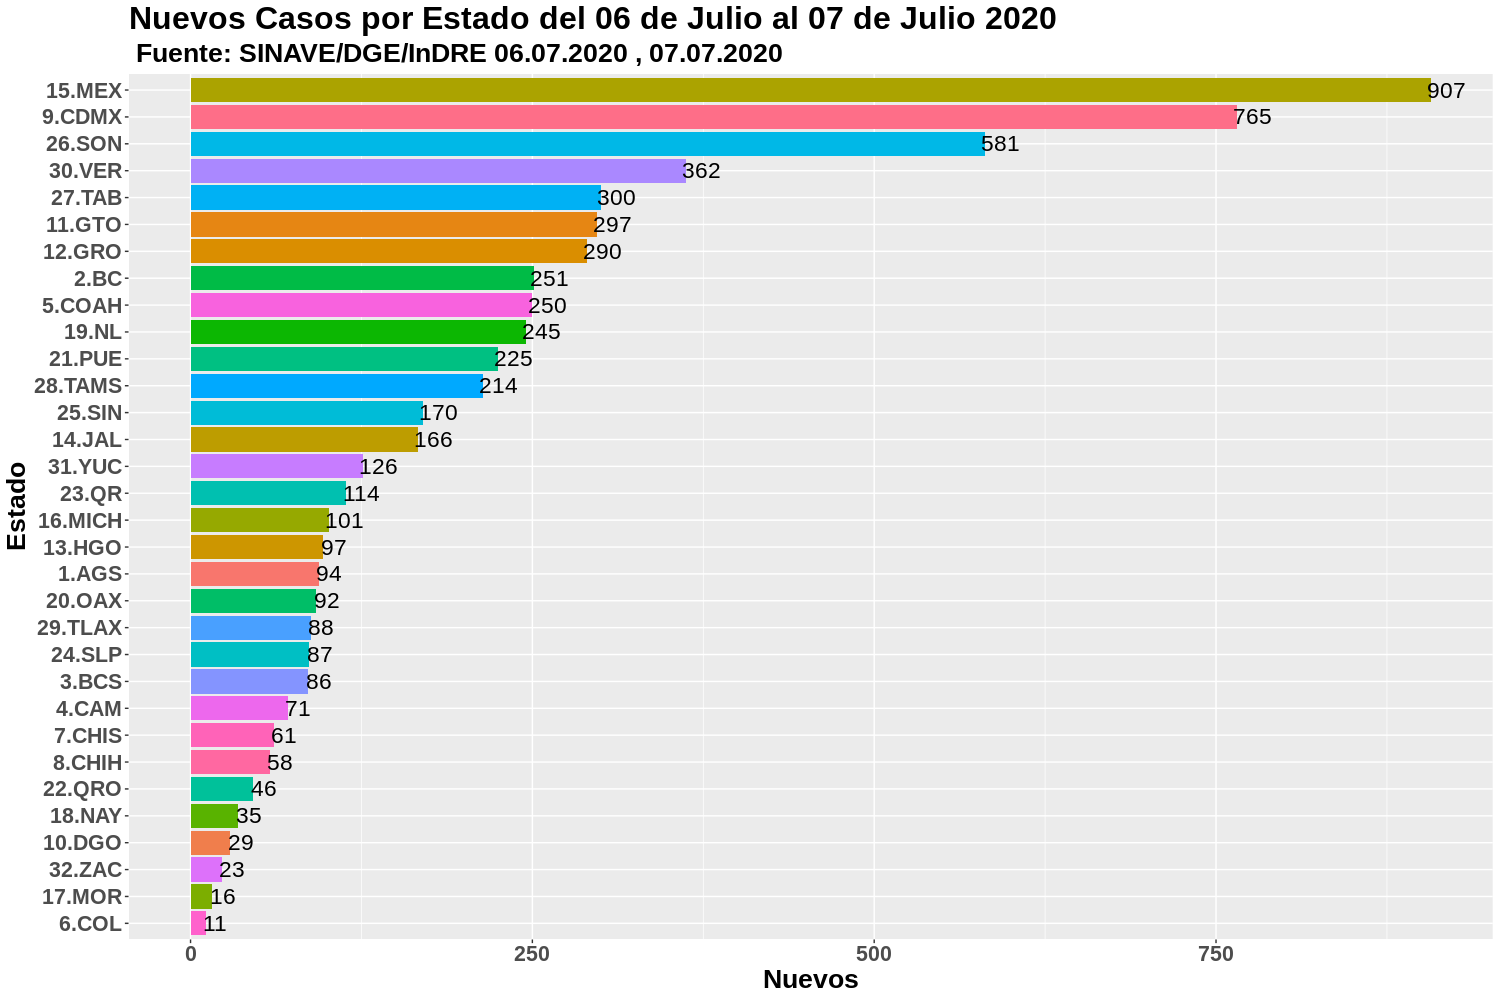 Nuevos Casos por Estado del 06 de Julio al 07 de Julio 2020
Fuente: SINAVE/DGE/InDRE 06.07.2020 , 07.07.2020
Estado
15.MEX 907
9.CDMX 765
26.SON 581
30.VER 362
27.TAB 300
11.GTO 297
12.GRO 290
2.BC 251
5.COAH 250
19.NL 245
21.PUE 225
28.TAMS 214
25.SIN 170
14.JAL 166
31.YUC 126
23.QR 114
16.MICH 101
13.HGO 97
1.AGS 94
20.OAX 92
29.TLAX 88
24.SLP 87
3.BCS 86
4.CAM 71
7.CHIS 61
8.CHIH 58
22.QRO 46
18.NAY 35
10.DGO 29
32.ZAC 23
17.MOR 16
6.COL 11
0 250 500 750
Nuevos